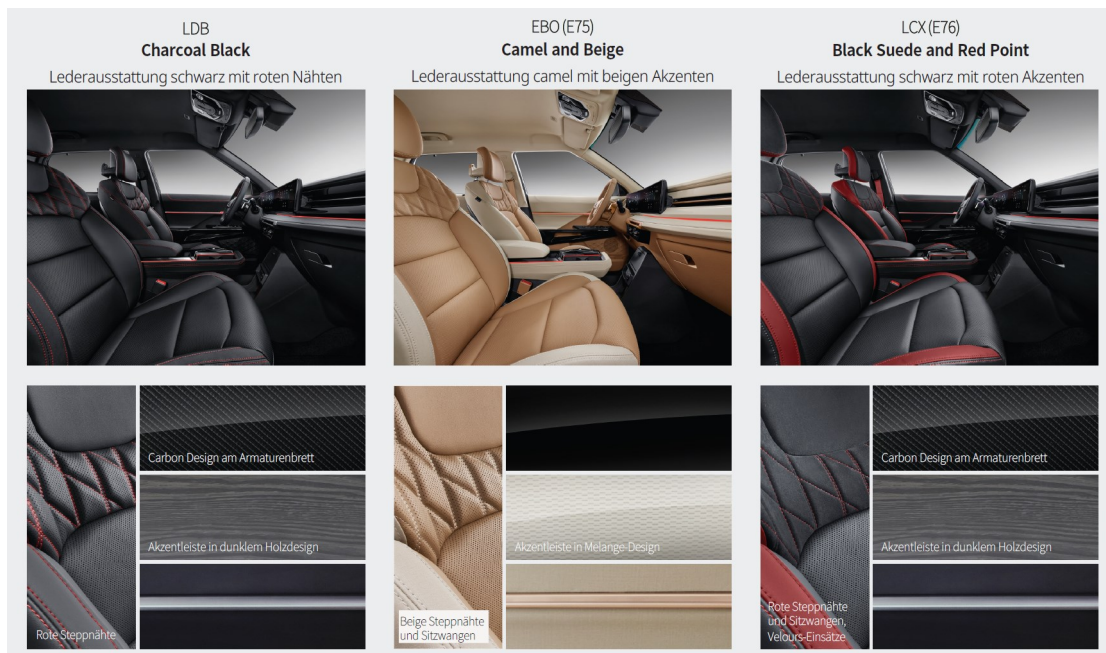 LDB
Charcoal Black
Lederausstattung schwarz mit roten Nähten
EBO (E75)
Camel and Beige
Lederausstattung camel mit beigen Akzenten
LCX (E76)
Black Suede and Red Point
Lederausstattung schwarz mit roten Akzenten
Rote Steppnähte
Carbon Design am Armaturenbrett
Akzentleiste in dunklem Holzdesign
Beige Steppnähte
und Sitzwangen
Akzentleiste in Melange-Design
Rote Steppnähte
und Sitzwangen,
Velours-Einsätze
Carbon Design am Armaturenbrett
Akzentleiste in dunklem Holzdesign